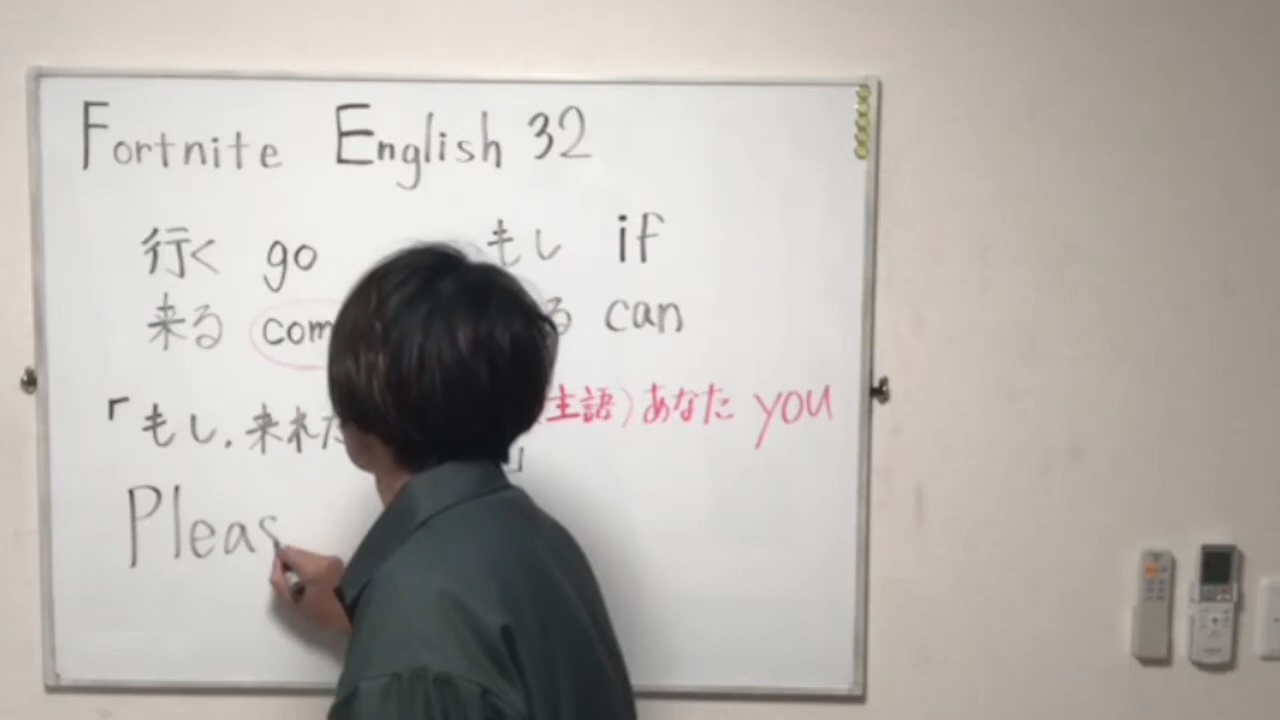 Fortnite English 32
行く go もし if
来る com る can
主語）あなた you
「もし,来れた
」
Pleas